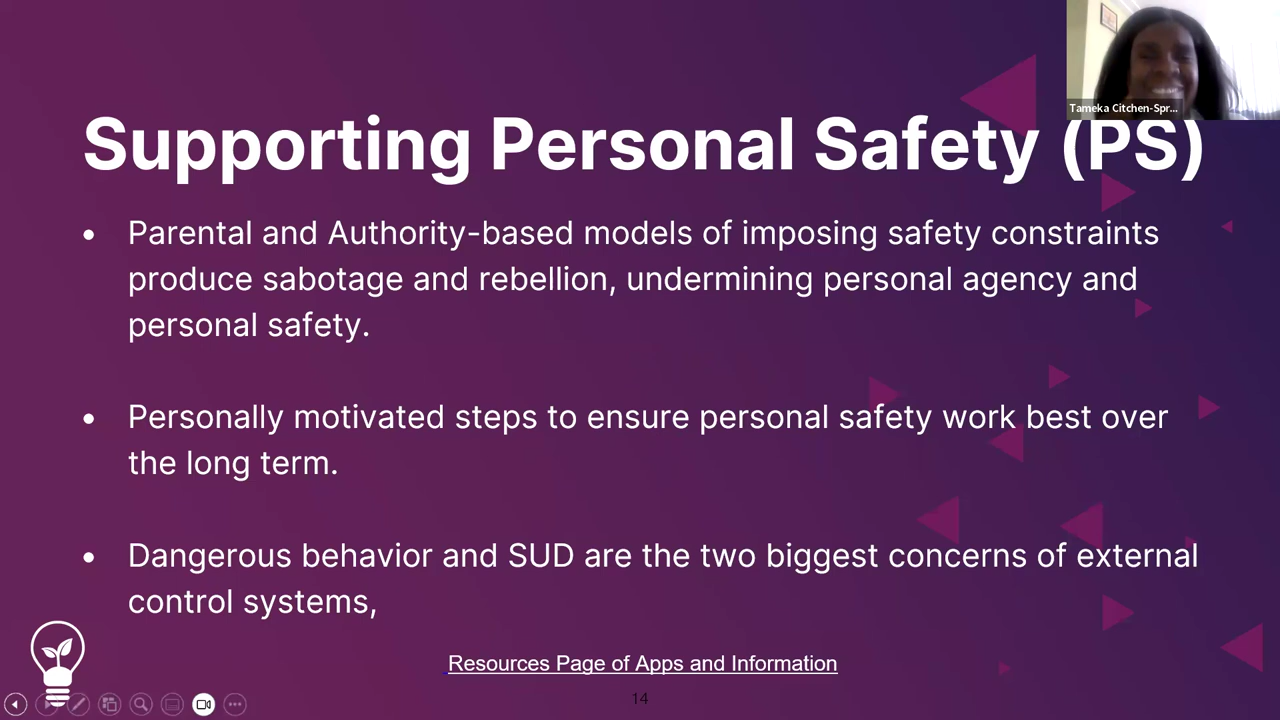 Tameka Citchen-Spr...
Supporting Personal Safety (PS)
• Parental and Authority-based models of imposing safety constraints
produce sabotage and rebellion, undermining personal agency and
personal safety.
• Personally motivated steps to ensure personal safety work best over
the long term.
• Dangerous behavior and SUD are the two biggest concerns of external
control systems,
Resources Page of Apps and Information
14